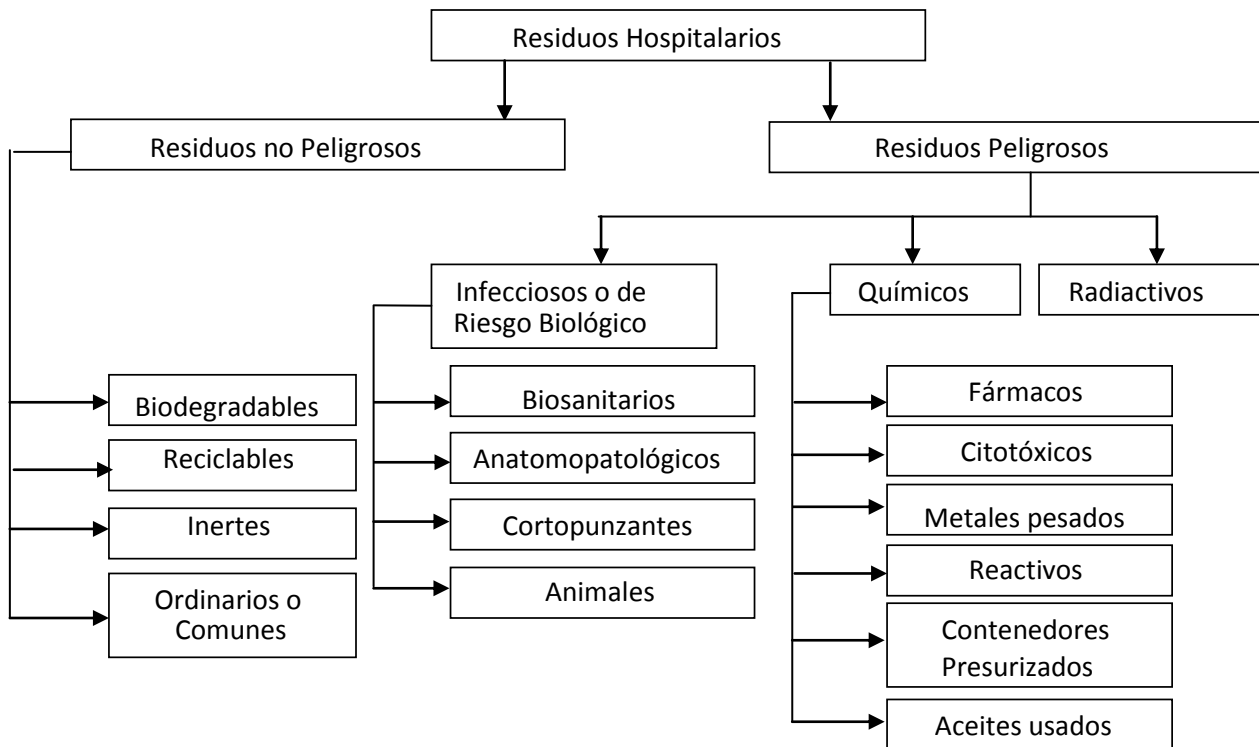 Residuos Hospitalarios
Residuos no Peligrosos
Residuos Peligrosos
Infecciosos o de
Riesgo Biológico
Químicos
Radiactivos
Biodegradables
Reciclables
Inertes
Ordinarios o
Comunes
Biosanitarios
Anatomopatológicos
Cortopunzantes
Animales
Fármacos
Citotóxicos
Metales pesados
Reactivos
Contenedores
Presurizados
Aceites usados